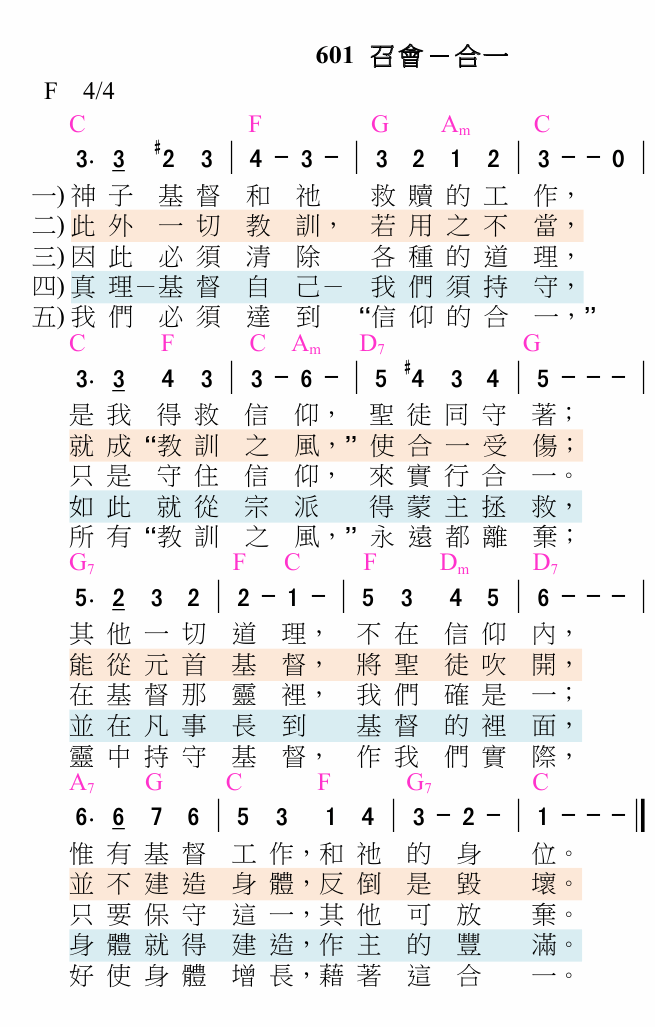 601 召會－合一
F 4/4
C F G Am C
3· 3 #2 3 | 4 － 3 － | 3 2 1 2 | 3 － － 0 |
一) 神子基督和祂 救贖的工作，
二) 此外一切教訓，若用之不當，
三) 因此必須清除 各種的道理，
四) 真理－基督自己－我們須持守，
五) 我們必須達到 “信仰的合一，”
C F C Am D7 G
3· 3 4 3 | 3 － 6 － | 5 #4 3 4 | 5 － － － |
是我得救信仰，聖徒同守著；
就成“教訓之風，”使合一受傷；
只是守住信仰，來實行合一。
如此就從宗派 得蒙主拯救，
所有“教訓之風，”永遠都離棄；
G7 F C F Dm D7
5· 2 3 2 | 2 － 1 － | 5 3 4 5 | 6 － － － |
其他一切道理，不在信仰內，
能從元首基督，將聖徒吹開，
在基督那靈裡，我們確是一；
並在凡事長到 基督的裡面，
靈中持守基督，作我們實際，
A7 G C F G7 C
6· 6 7 6 | 5 3 1 4 | 3 － 2 － | 1 － － － ‖
惟有基督工作，和祂的身位。
並不建造身體，反倒是毀壞。
只要保守這一，其他可放棄。
身體就得建造，作主的豐滿。
好使身體增長，藉著這合一。